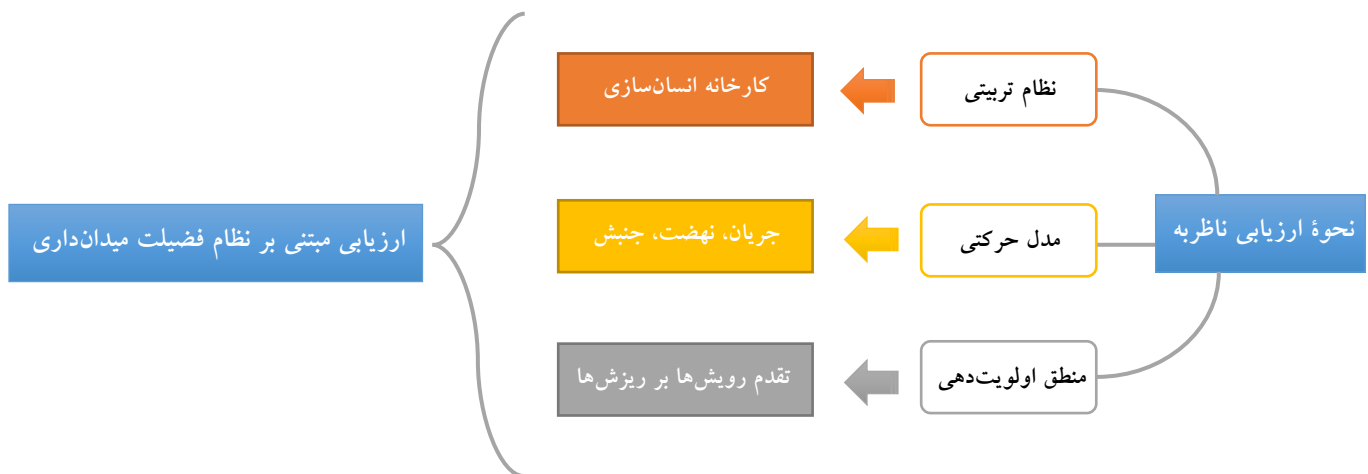 نحوۀ ارزیابی ناظربه
نظام تربیتی
کارخانه انسان‌سازی
مدل حرکتی
جریان، نهضت، جنبش
منطق اولویت‌دهی
تقدم رویش‌ها بر ریزش‌ها
ارزیابی مبتنی بر نظام فضیلت میدان‌داری